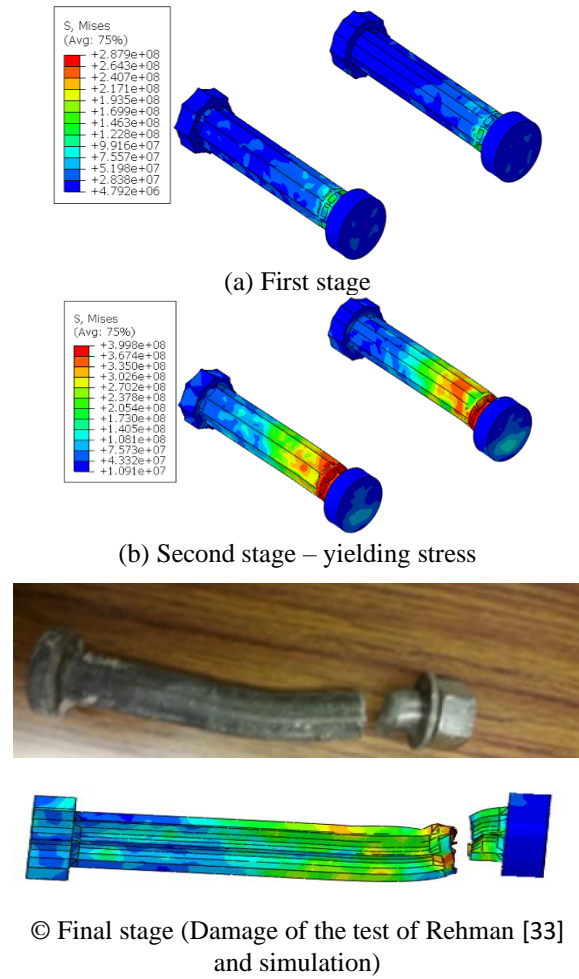 S, Mises
(Avg: 75%)
+2.879e+08
+2.643e+08
+2.407e+08
+2.171e+08
+1.935e+08
+1.699e+08
+1.463e+08
+1.228e+08
+9.916e+07
+7.557e+07
+5.198e+07
+2.838e+07
+4.792e+06
(a) First stage
S, Mises
(Avg: 75%)
+3.998e+08
+3.674e+08
+3.350e+08
+3.026e+08
+2.702e+08
+2.378e+08
+2.054e+08
+1.730e+08
+1.405e+08
+1.081e+08
+7.573e+07
+4.332e+07
+1.091e+07
(b) Second stage – yielding stress
© Final stage (Damage of the test of Rehman [33]
and simulation)